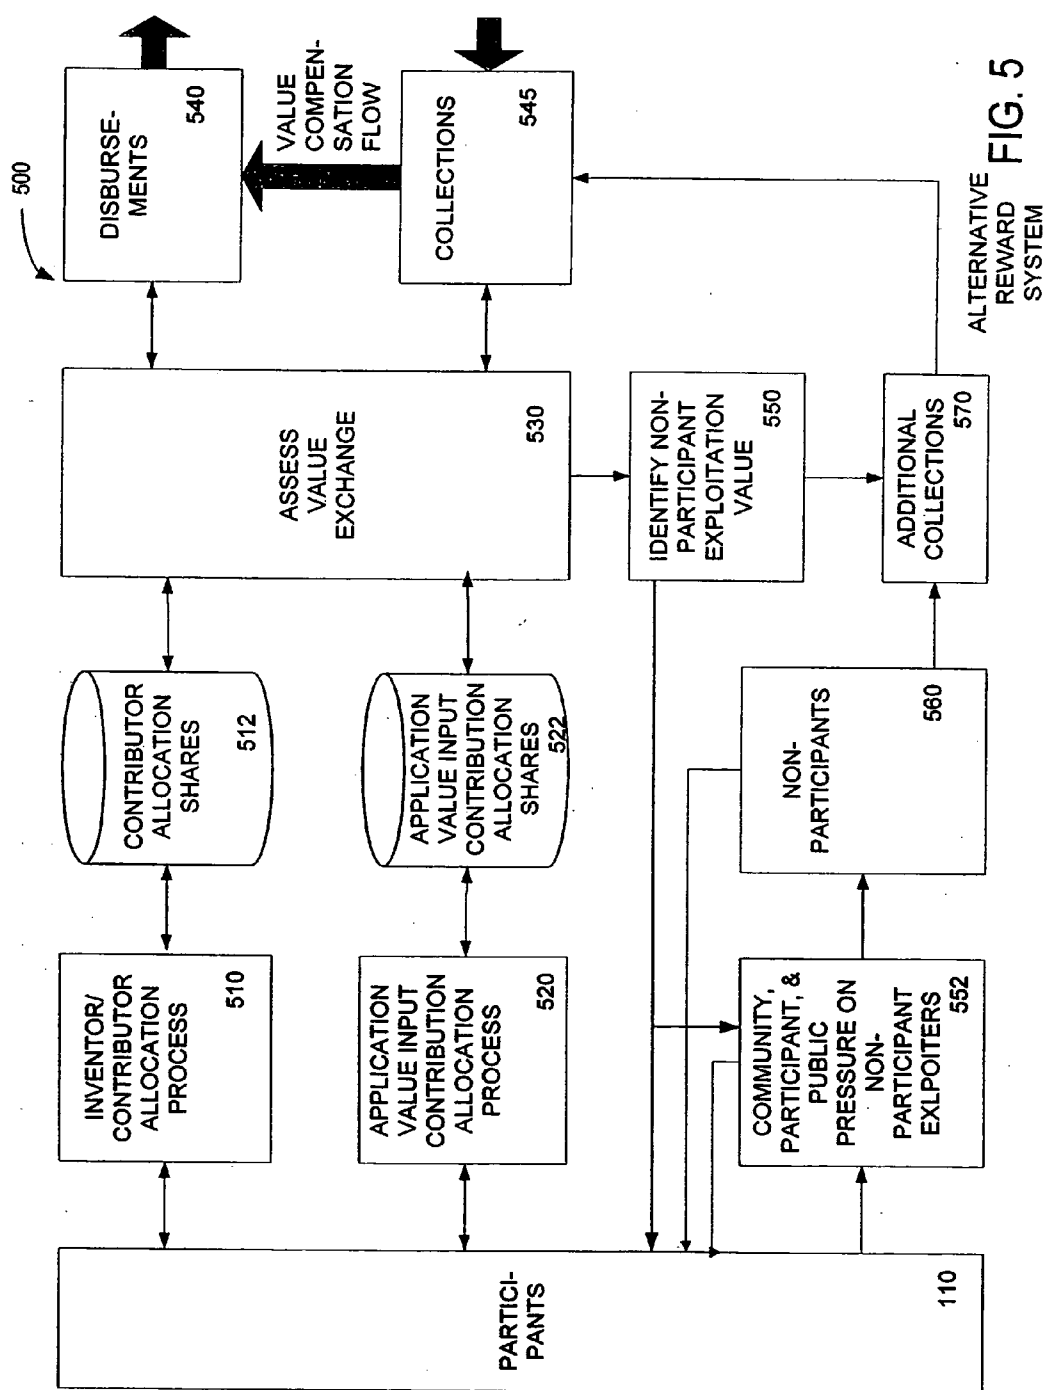 500
PARTICI-
PANTS
110
INVENTOR/
CONTRIBUTOR
ALLOCATION
PROCESS
510
CONTRIBUTOR
ALLOCATION
SHARES
512
APPLICATION
VALUE INPUT
CONTRIBUTION
ALLOCATION
PROCESS
520
APPLICATION
VALUE INPUT
CONTRIBUTION
ALLOCATION
SHARES
522
ASSESS
VALUE
EXCHANGE
530
DISBURSE-
MENTS
540
VALUE
COMPEN-
SATION
FLOW
COLLECTIONS
545
IDENTIFY NON-
PARTICIPANT
EXPLOITATION
VALUE
550
COMMUNITY,
PARTICIPANT, &
PUBLIC
PRESSURE ON
NON-
PARTICIPANT
EXLPOITERS
552
NON-
PARTICIPANTS
560
ADDITIONAL
COLLECTIONS
570
ALTERNATIVE
REWARD
SYSTEM
FIG. 5